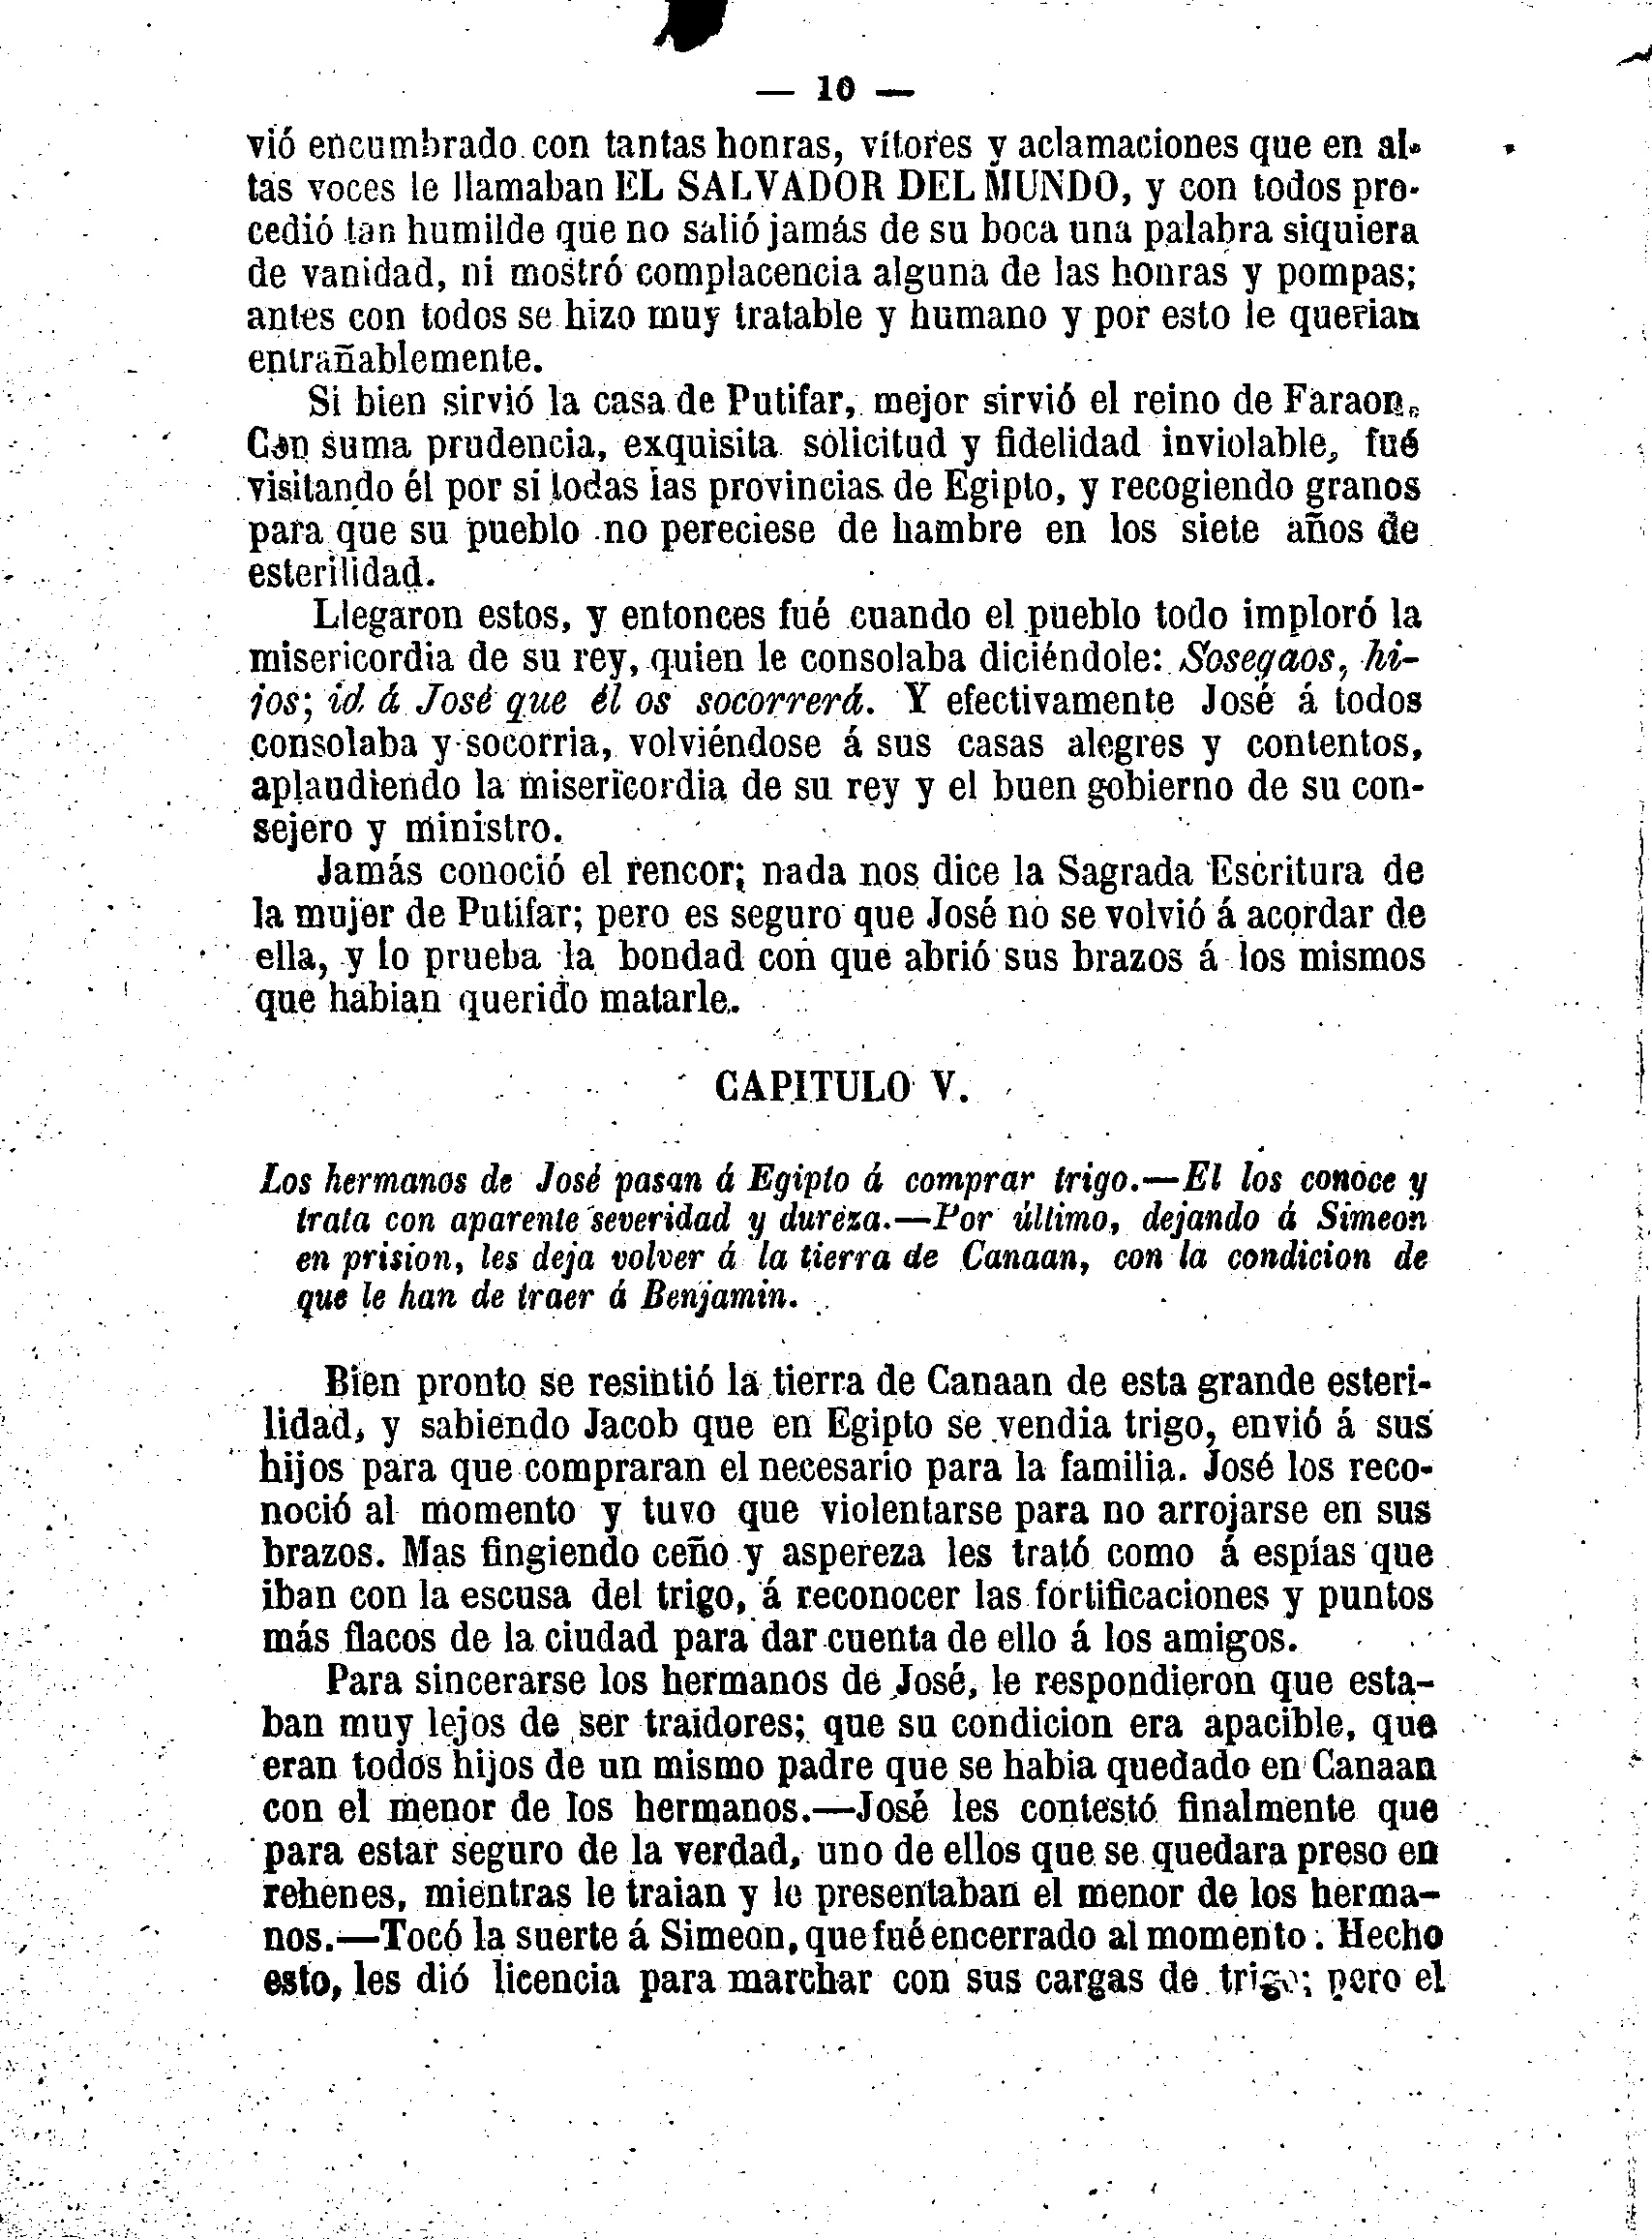 — 10 —
vió encumbrado con tantas honras, vítores y aclamaciones que en al-
tas voces le llamaban EL SALVADOR DEL MUNDO, y con todos pro-
cedió tan humilde que no salió jamás de su boca una palabra siquiera
de vanidad, ni mostró complacencia alguna de las honras y pompas;
antes con todos se hizo muy tratable y humano y por esto le querian
entrañablemente.
Si bien sirvió la casa de Putifar, mejor sirvió el reino de Faraon.
Con suma prudencia, exquisita solicitud y fidelidad inviolable, fué
visitando él por si todas las provincias de Egipto, y recogiendo granos
para que su pueblo no pereciese de hambre en los siete años de
esterilidad.
Llegaron estos, y entonces fué cuando el pueblo todo imploró la
misericordia de su rey, quien le consolaba diciéndole: Sosegaos, hi-
jos; id á José que él os socorrerá. Y efectivamente José á todos
consolaba y socorria, volviéndose á sus casas alegres y contentos,
aplaudiendo la misericordia de su rey y el buen gobierno de su con-
sejero y ministro.
Jamás conoció el rencor; nada nos dice la Sagrada Escritura de
la mujer de Putifar; pero es seguro que José no se volvió á acordar de
ella, y lo prueba la bondad con que abrió sus brazos á los mismos
que habian querido matarle.
CAPITULO V.
Los hermanos de José pasan á Egipto á comprar trigo.—El los conoce y
trata con aparente severidad y dureza.—Por último, dejando á Simeon
en prision, les deja volver á la tierra de Canaan, con la condicion de
que le han de traer á Benjamin.
Bien pronto se resintió la tierra de Canaan de esta grande esteri-
lidad, y sabiendo Jacob que en Egipto se vendia trigo, envió á sus
hijos para que compraran el necesario para la familia. José los reco-
noció al momento y tuvo que violentarse para no arrojarse en sus
brazos. Mas fingiendo ceño y aspereza les trató como á espías que
iban con la escusa del trigo, á reconocer las fortificaciones y puntos
más flacos de la ciudad para dar cuenta de ello á los amigos.
Para sincerarse los hermanos de José, le respondieron que esta-
ban muy lejos de ser traidores; que su condicion era apacible, que
eran todos hijos de un mismo padre que se habia quedado en Canaan
con el menor de los hermanos.—José les contestó finalmente que
para estar seguro de la verdad, uno de ellos que se quedara preso en
rehenes, mientras le traian y le presentaban el menor de los herma-
nos.—Tocó la suerte á Simeon, que fué encerrado al momento. Hecho
esto, les dió licencia para marchar con sus cargas de trigo; pero el